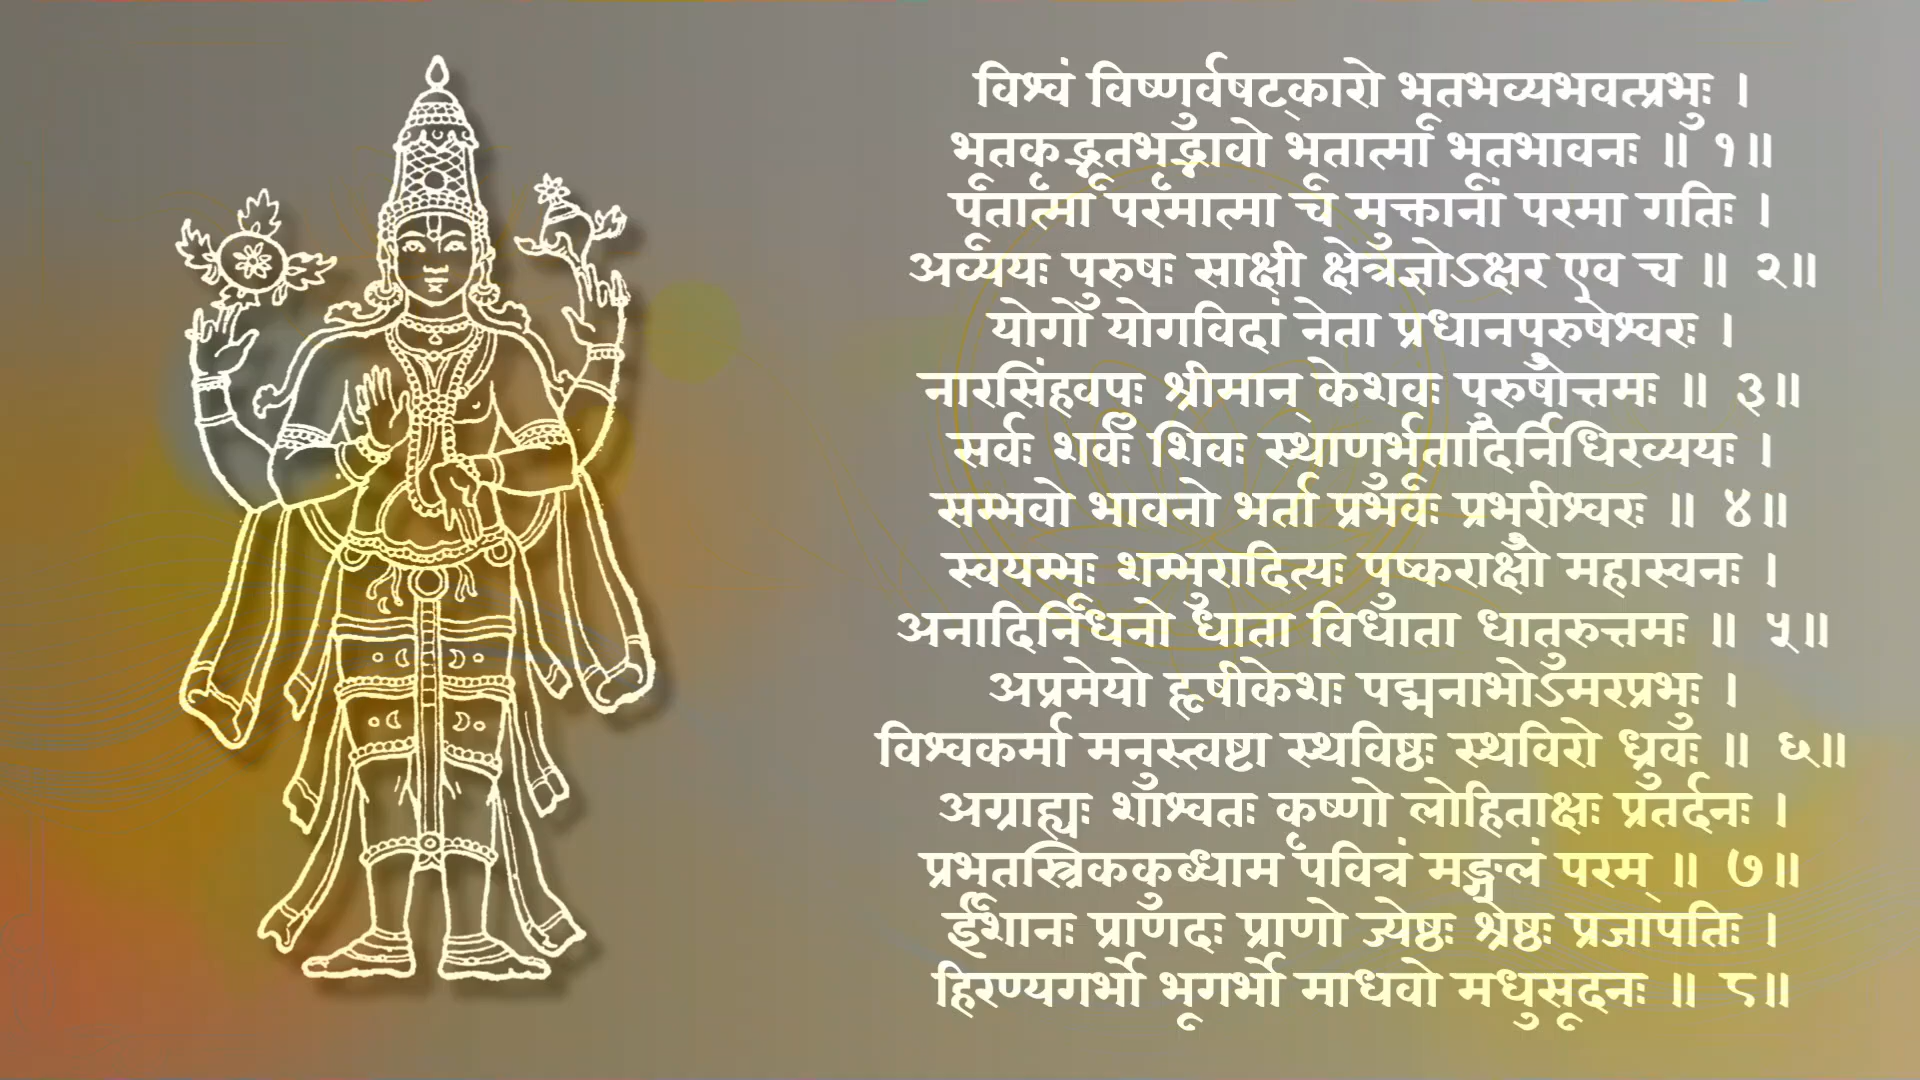 विश्वं विष्णुर्वषट्कारो भूतभव्यभवत्प्रभुः ।
भूतकृद्भूतभृद्भावो भूतात्मा भूतभावनः ॥ १॥
पूतात्मा परमात्मा च मुक्तानां परमा गतिः ।
अव्ययः पुरुषः साक्षी क्षेत्रज्ञोऽक्षर एव च ॥ २॥
योगो योगविदां नेता प्रधानपुरुषेश्वरः ।
नारसिंहवपुः श्रीमान् केशवः पुरुषोत्तमः ॥ ३॥
सर्वः शर्वः शिवः स्थाणुर्भूतादिर्निधिरव्ययः ।
सम्भवो भावनो भर्ता प्रभवः प्रभुरीश्वरः ॥ ४॥
स्वयम्भूः शम्भुरादित्यः पुष्कराक्षो महास्वनः ।
अनादिनिधनो धाता विधाता धातुरुत्तमः ॥ ५॥
अप्रमेयो हृषीकेशः पद्मनाभोऽमरप्रभुः ।
विश्वकर्मा मनुस्त्वष्टा स्थविष्ठः स्थविरो ध्रुवः ॥ ६॥
अग्राह्यः शाश्वतः कृष्णो लोहिताक्षः प्रतर्दनः ।
प्रभूतस्त्रिककुब्धाम पवित्रं मङ्गलं परम् ॥ ७॥
ईशानः प्राणदः प्राणो ज्येष्ठः श्रेष्ठः प्रजापतिः ।
हिरण्यगर्भो भूगर्भो माधवो मधुसूदनः ॥ ८॥